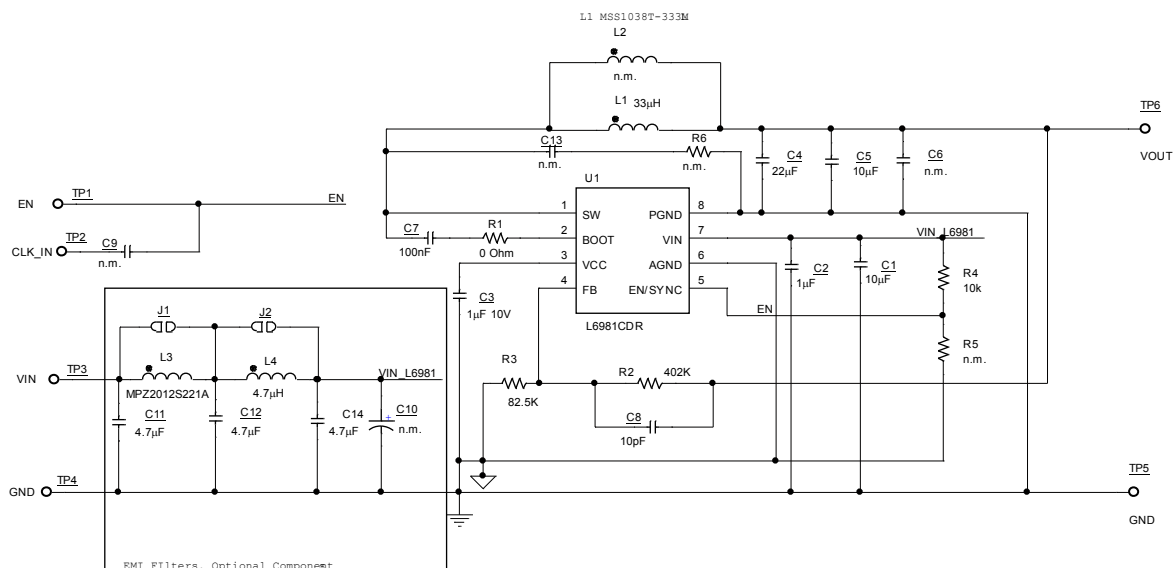 L1 MSS1038T-333M
L2
n.m.
L1 33µH
TP6
VOUT
C13
n.m.
R6
n.m.
C4
22µF
C5
10µF
C6
n.m.
U1
1 SW PGND 8
2 BOOT VIN 7
3 VCC AGND 6
4 FB EN/SYNC 5
L6981CDR
EN TP1 EN
CLK_IN TP2 C9
n.m.
C7
100nF
R1
0 Ohm
VIN_L6981
C3
1µF 10V
C2
1µF
C1
10µF
R4
10k
EN
R5
n.m.
J1
J2
L3
MPZ2012S221A
L4
4.7µH
VIN TP3
VIN_L6981
C11
4.7µF
C12
4.7µF
C14
4.7µF
+
C10
n.m.
R3
82.5K
R2 402K
C8
10pF
GND TP4
TP5
GND
EMI FIlters, Optional Component